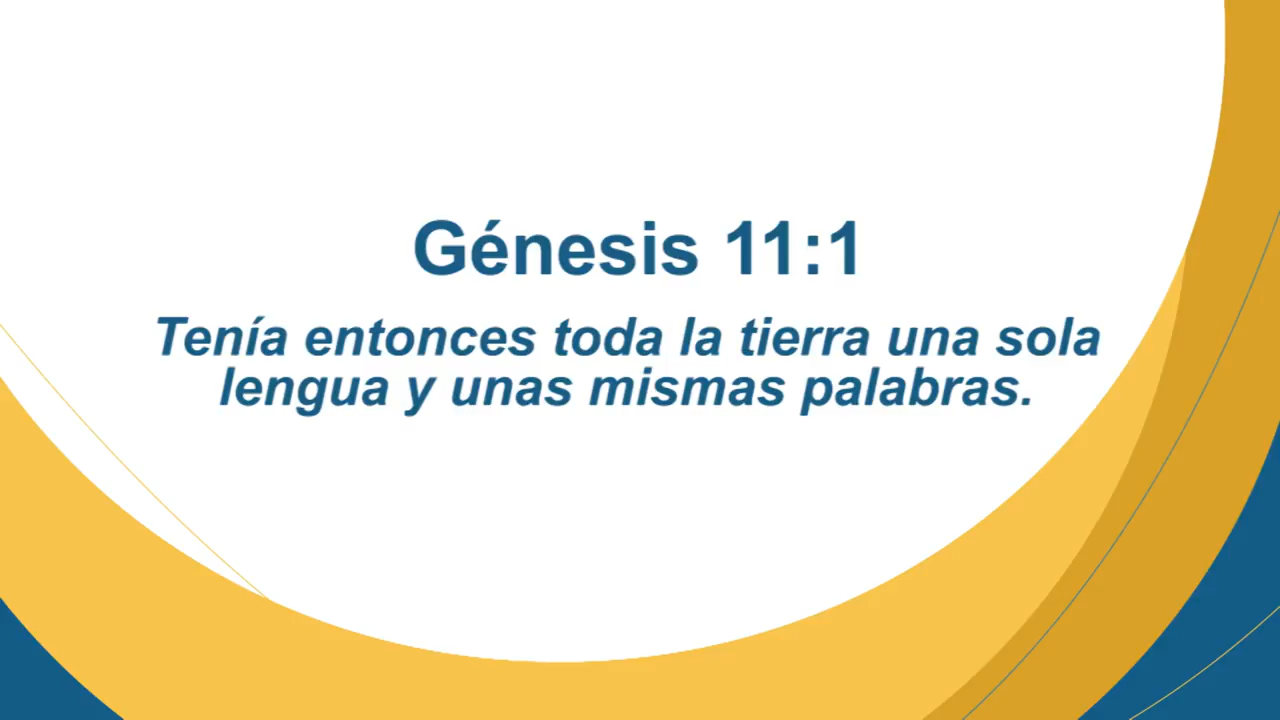 Génesis 11:1
Tenía entonces toda la tierra una sola
lengua y unas mismas palabras.